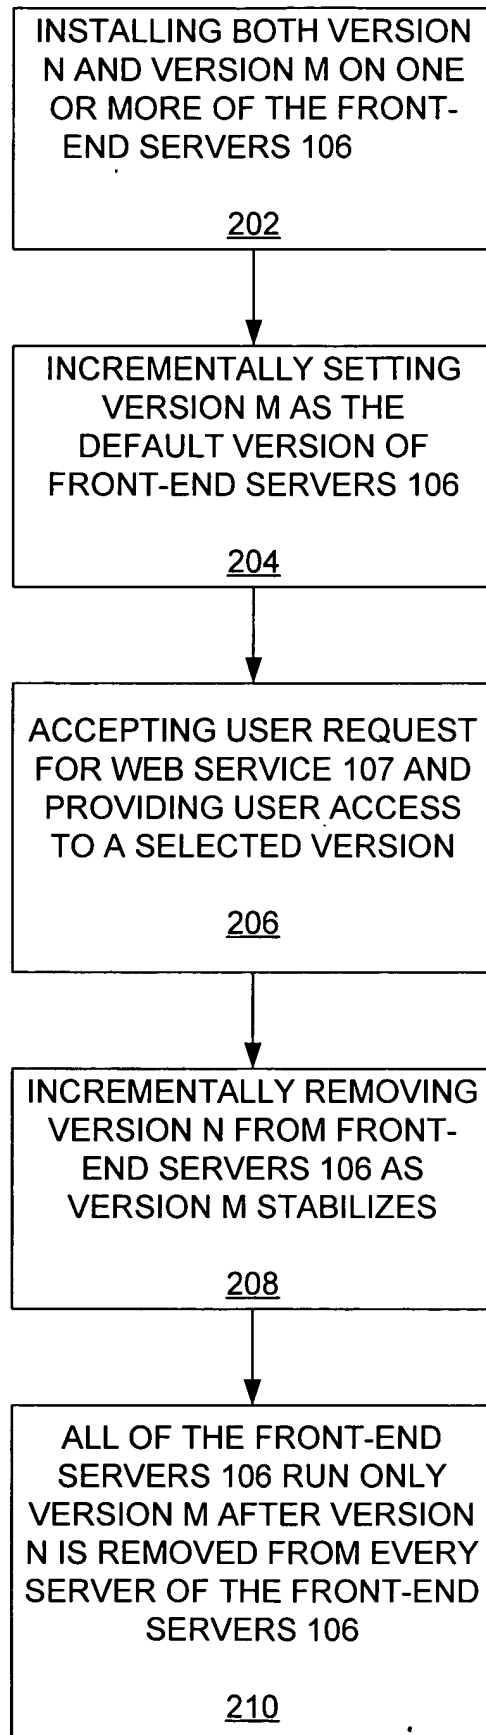 INSTALLING BOTH VERSION
N AND VERSION M ON ONE
OR MORE OF THE FRONT-
END SERVERS 106
202
INCREMENTALLY SETTING
VERSION M AS THE
DEFAULT VERSION OF
FRONT-END SERVERS 106
204
ACCEPTING USER REQUEST
FOR WEB SERVICE 107 AND
PROVIDING USER ACCESS
TO A SELECTED VERSION
206
INCREMENTALLY REMOVING
VERSION N FROM FRONT-
END SERVERS 106 AS
VERSION M STABILIZES
208
ALL OF THE FRONT-END
SERVERS 106 RUN ONLY
VERSION M AFTER VERSION
N IS REMOVED FROM EVERY
SERVER OF THE FRONT-END
SERVERS 106
210